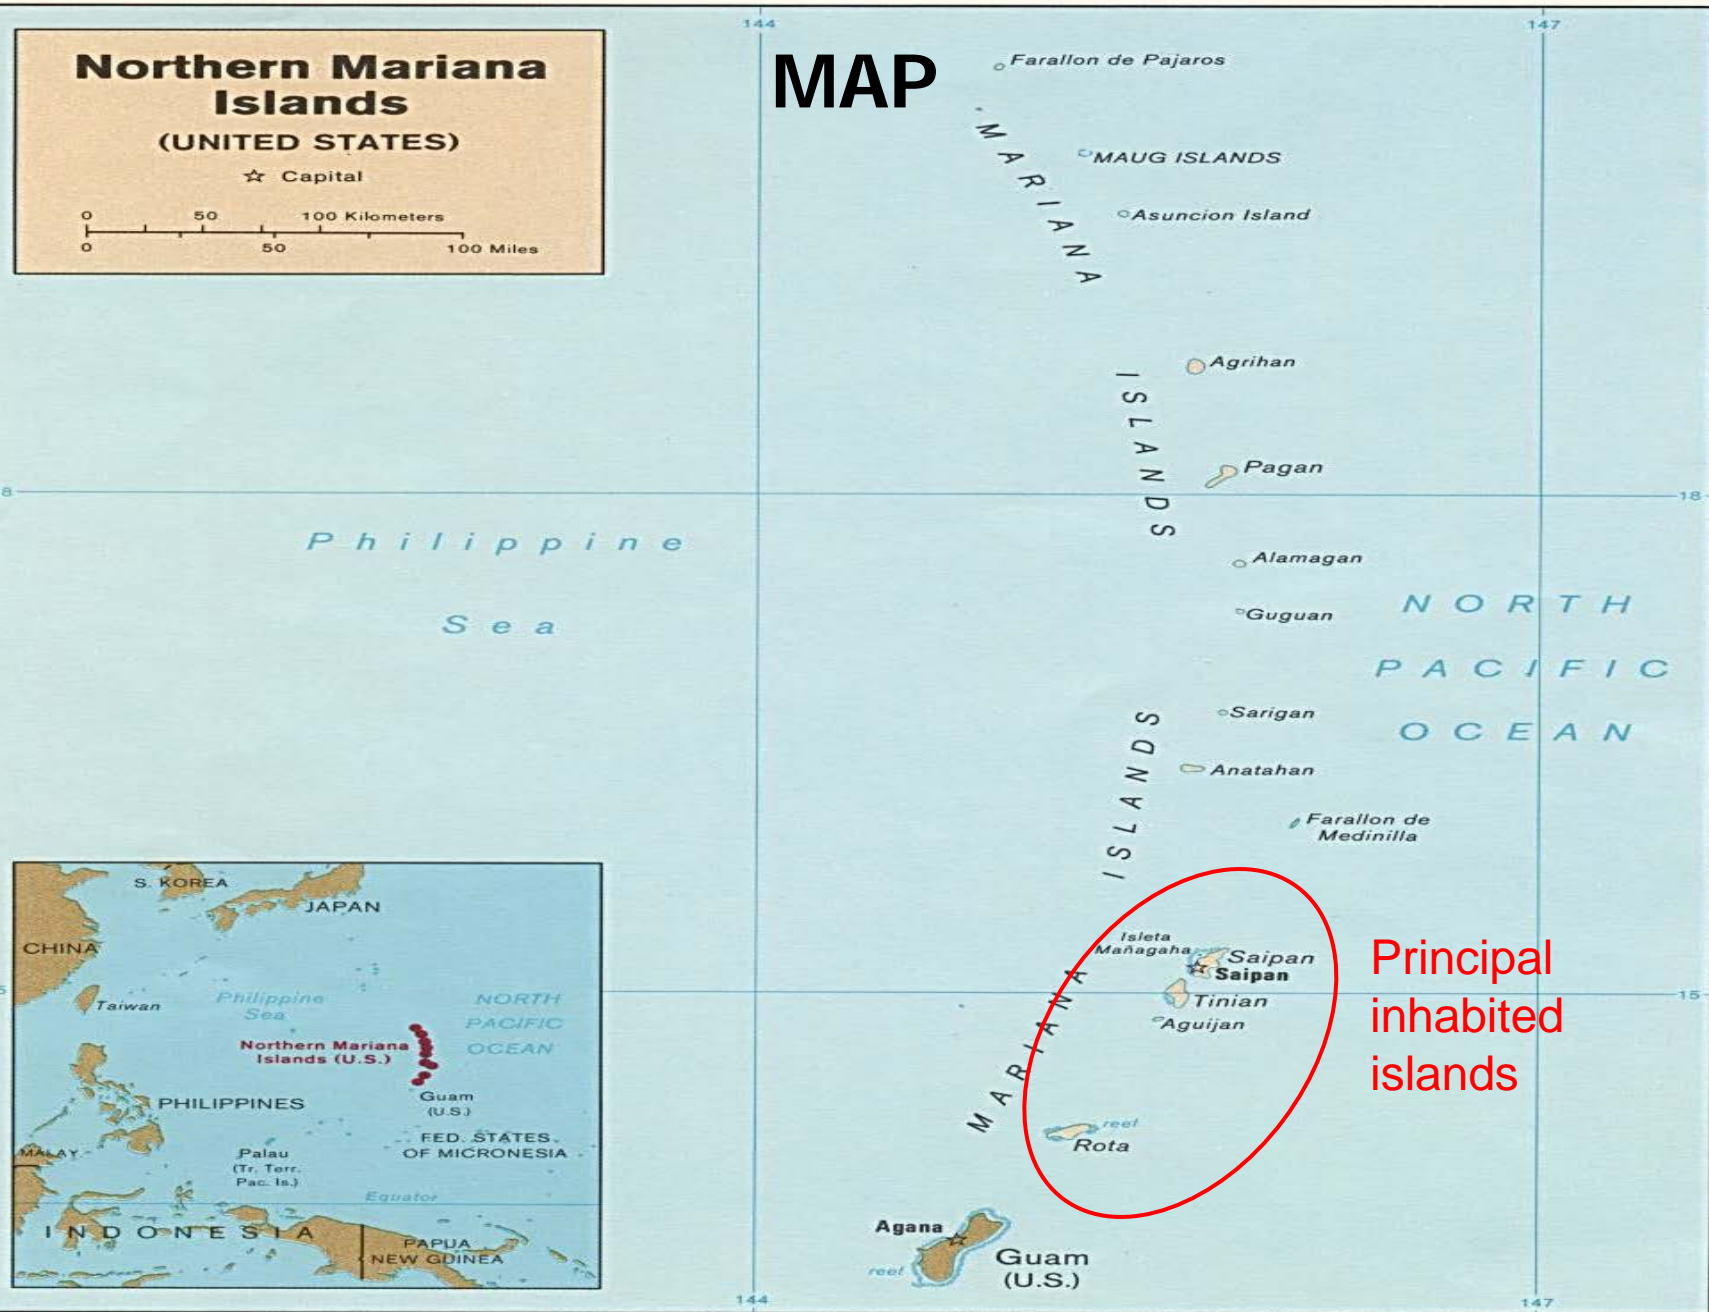 Northern Mariana
Islands
(UNITED STATES)
☆ Capital
0 50 100 Kilometers
0 50 100 Miles
MAP
144
147
Farallon de Pajaros
MARIANA
MAUG ISLANDS
Asuncion Island
Agrihan
ISLANDS
Pagan
8
18
Philippine
Sea
Alamagan
Guguan
NORTH
PACIFIC
OCEAN
Sarigan
Anatahan
Farallon de
Medinilla
MARIANA ISLANDS
Isleta
Mañagaha
Saipan
Saipan
Tinian
Aguijan
5
15
Principal
inhabited
islands
reef
Rota
Agana
Guam
(U.S.)
reef
144
147
S. KOREA
JAPAN
CHINA
Taiwan
Philippine
Sea
NORTH
PACIFIC
OCEAN
Northern Mariana
Islands (U.S.)
Guam
(U.S.)
PHILIPPINES
FED. STATES
OF MICRONESIA
MALAY.
Palau
(Tr. Terr.
Pac. Is.)
Equator
INDONESIA
PAPUA
NEW GUINEA